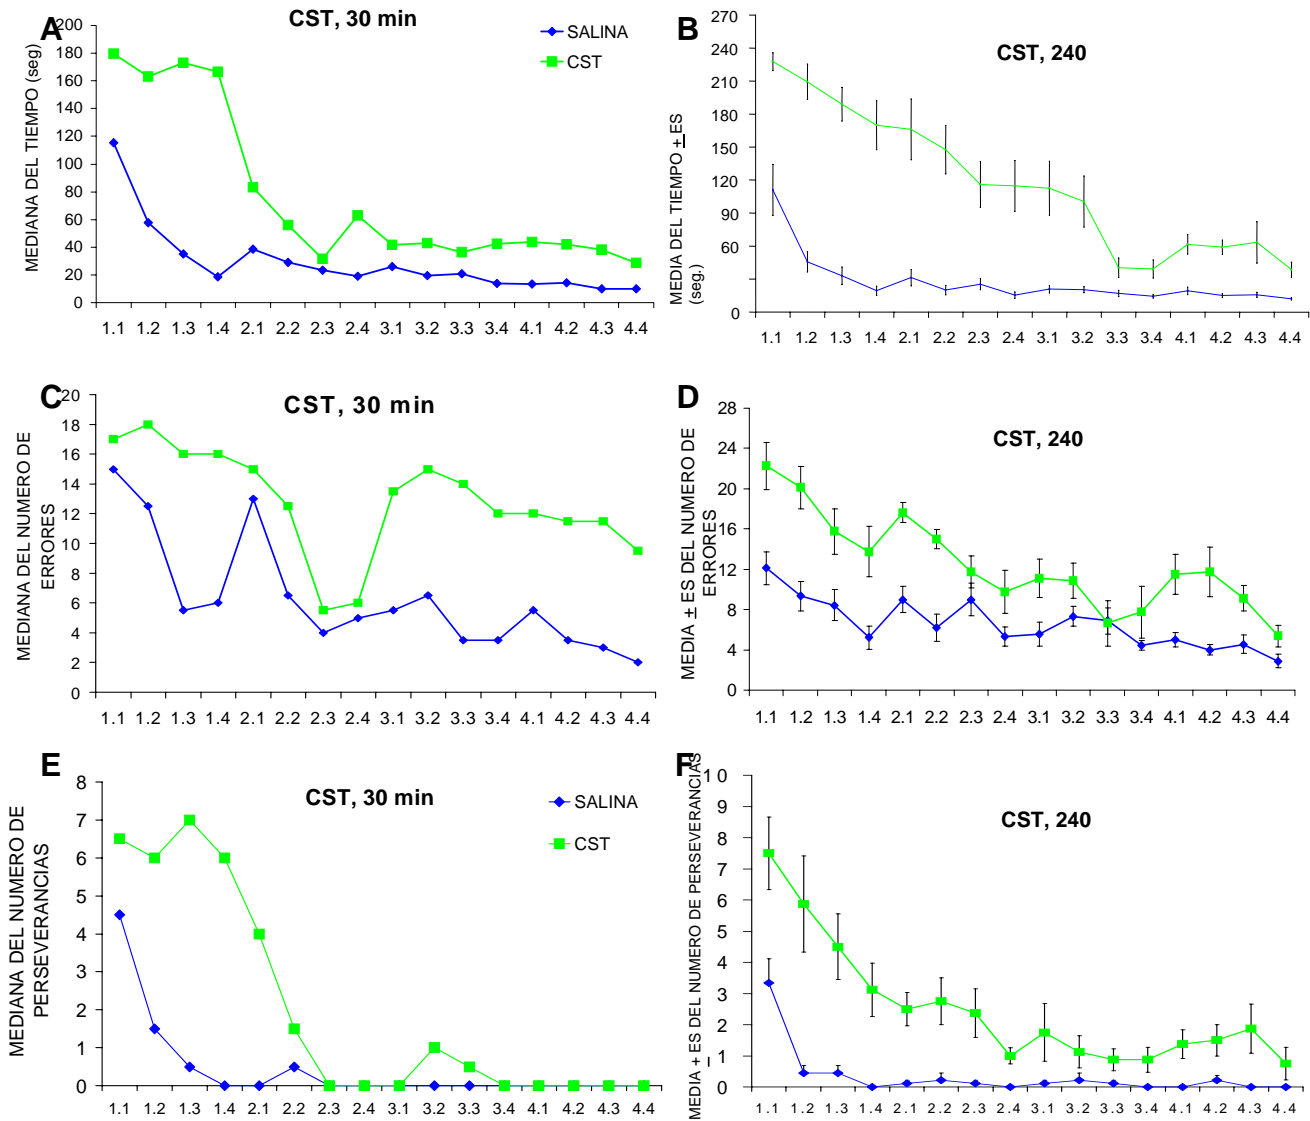 A
CST, 30 min
SALINA
CST
MEDIANA DEL TIEMPO (seg)
200
180
160
140
120
100
80
60
40
20
0
1.1 1.2 1.3 1.4 2.1 2.2 2.3 2.4 3.1 3.2 3.3 3.4 4.1 4.2 4.3 4.4
B
CST, 240
MEDIA DEL TIEMPO ±ES
(seg.)
270
240
210
180
150
120
90
60
0
1.1 1.2 1.3 1.4 2.1 2.2 2.3 2.4 3.1 3.2 3.3 3.4 4.1 4.2 4.3 4.4
C
CST, 30 min
MEDIANA DEL NUMERO DE
ERRORES
20
18
16
14
12
10
8
6
4
2
0
1.1 1.2 1.3 1.4 2.1 2.2 2.3 2.4 3.1 3.2 3.3 3.4 4.1 4.2 4.3 4.4
D
CST, 240
MEDIA ± ES DEL NUMERO DE
ERRORES
28
24
20
16
12
8
4
0
1.1 1.2 1.3 1.4 2.1 2.2 2.3 2.4 3.1 3.2 3.3 3.4 4.1 4.2 4.3 4.4
E
CST, 30 min
SALINA
CST
MEDIANA DEL NUMERO DE
PERSEVERANCIAS
8
7
6
5
4
3
2
1
0
1.1 1.2 1.3 1.4 2.1 2.2 2.3 2.4 3.1 3.2 3.3 3.4 4.1 4.2 4.3 4.4
F
CST, 240
MEDIA ± ES DEL NUMERO DE PERSEVERANCIAS
10
9
8
7
6
5
4
3
2
1
0
1.1 1.2 1.3 1.4 2.1 2.2 2.3 2.4 3.1 3.2 3.3 3.4 4.1 4.2 4.3 4.4